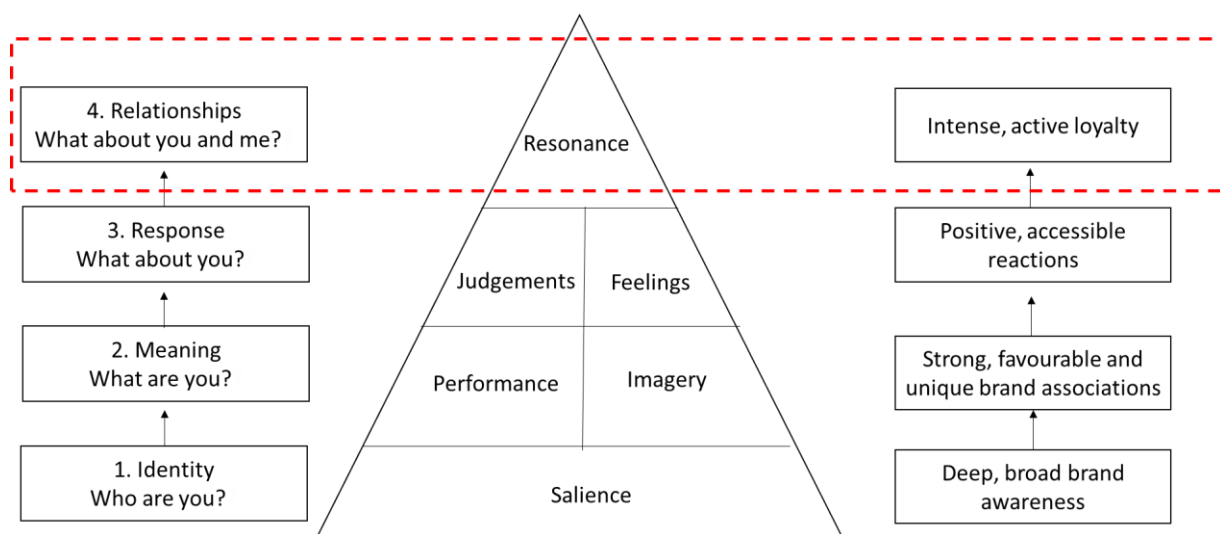 4. Relationships
What about you and me?
Resonance
Intense, active loyalty
3. Response
What about you?
Judgements
Feelings
Positive, accessible
reactions
2. Meaning
What are you?
Performance
Imagery
Strong, favourable and
unique brand associations
1. Identity
Who are you?
Salience
Deep, broad brand
awareness